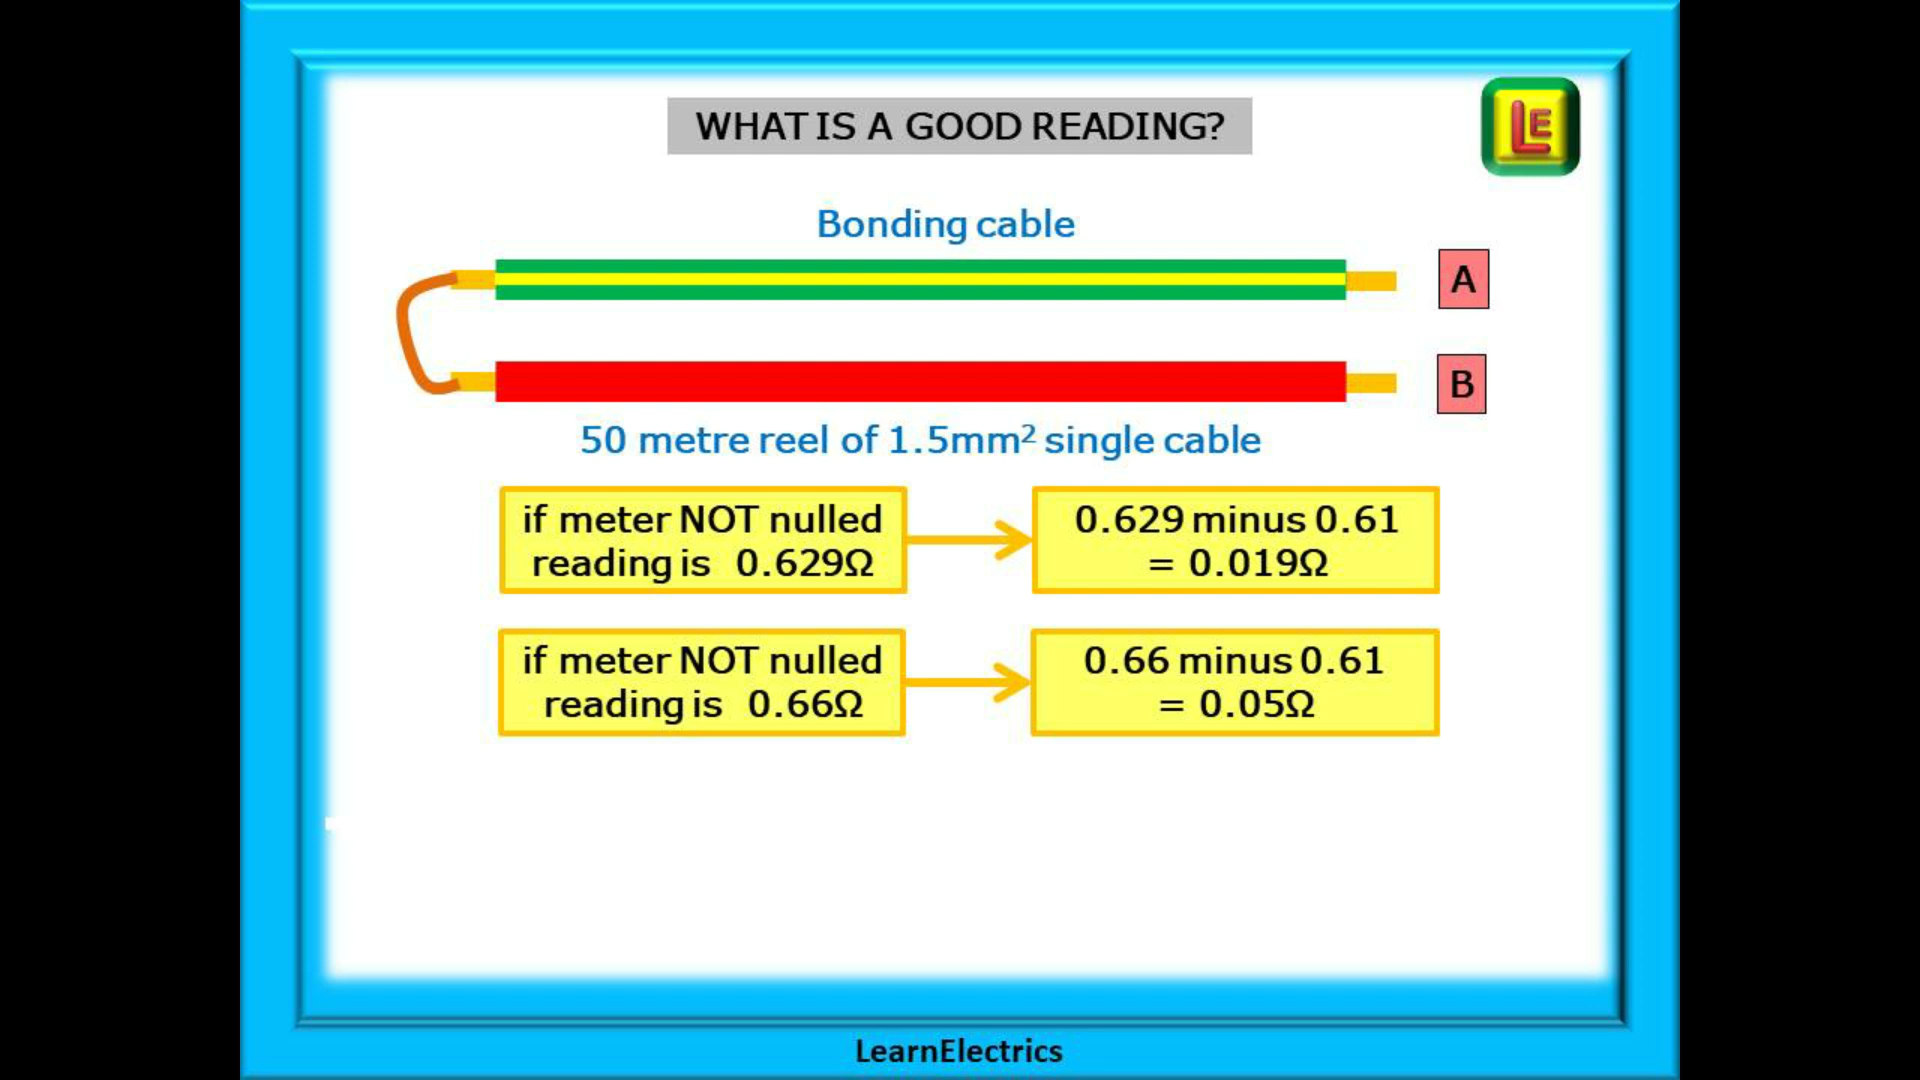 WHAT IS A GOOD READING?
LE
Bonding cable
A
B
50 metre reel of 1.5mm² single cable
if meter NOT nulled
reading is 0.629Ω
0.629 minus 0.61
= 0.019Ω
if meter NOT nulled
reading is 0.66Ω
0.66 minus 0.61
= 0.05Ω
LearnElectrics